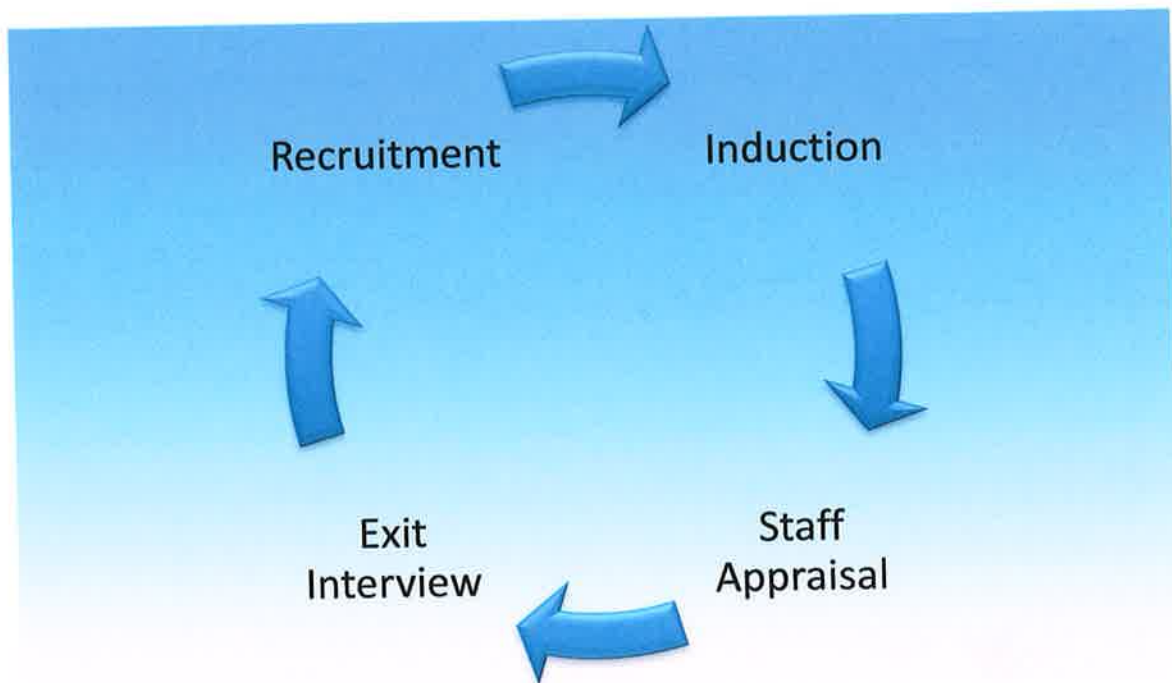 Recruitment
Induction
Staff
Appraisal
Exit
Interview